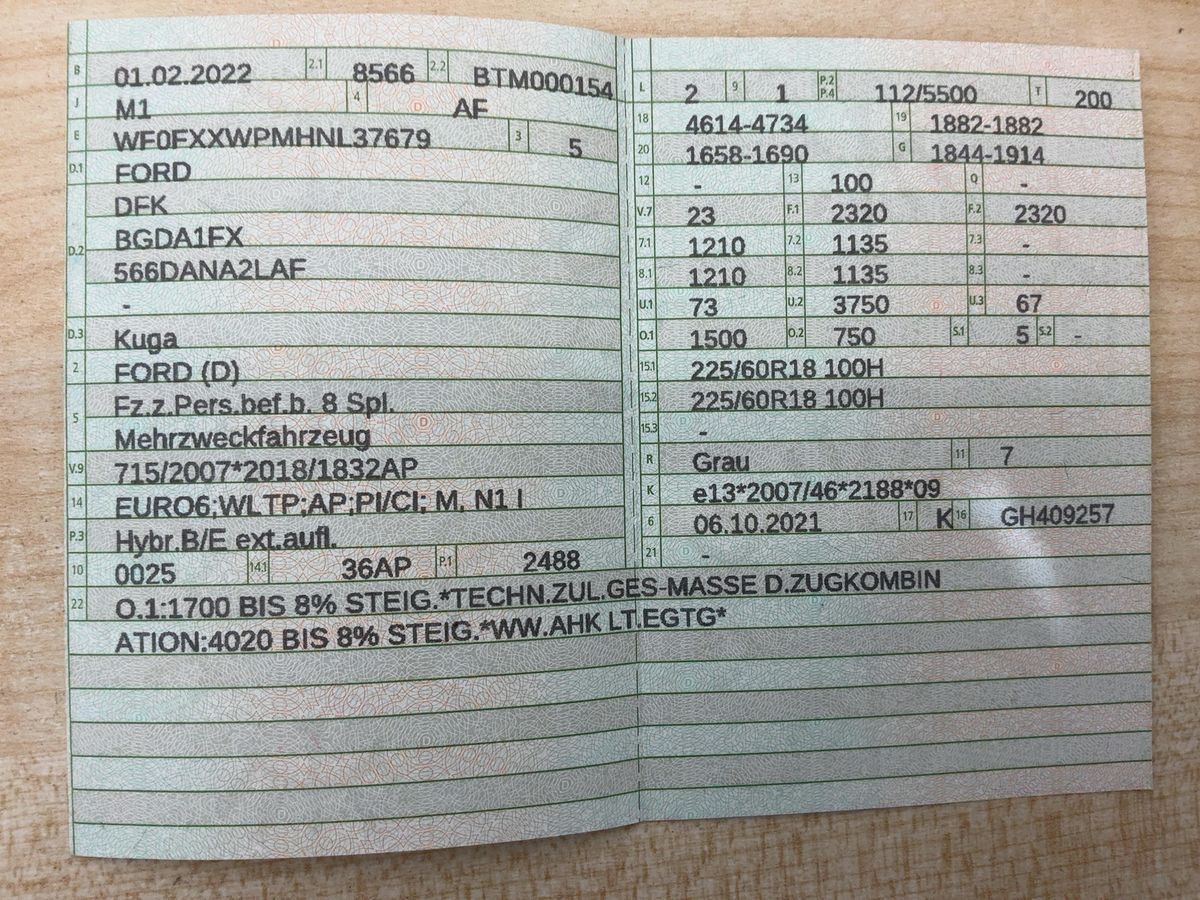 B 01.02.2022 2.1 8566 2.2 BTM000154
J M1 4 AF
E WF0FXXWPMHNL37679 3 5
D.1 FORD
D.2 DFK
BGDA1FX
566DANA2LAF
-
D.3 Kuga
2 FORD (D)
5 Fz.z.Pers.bef.b. 8 Spl.
Mehrzweckfahrzeug
V.9 715/2007*2018/1832AP
14 EURO6;WLTP;AP;PI/CI; M, N1 I
P.3 Hybr.B/E ext.aufl.
10 0025 14.1 36AP P.1 2488
L 2 9 1 P.2 P.4 112/5500 T 200
18 4614-4734 19 1882-1882
20 1658-1690 G 1844-1914
12 - 13 100 Q -
V.7 23 F.1 2320 F.2 2320
7.1 1210 7.2 1135 7.3 -
8.1 1210 8.2 1135 8.3 -
U.1 73 U.2 3750 U.3 67
O.1 1500 O.2 750 S.1 5 S.2 -
15.1 225/60R18 100H
15.2 225/60R18 100H
15.3 -
R Grau 11 7
K e13*2007/46*2188*09
6 06.10.2021 17 K 16 GH409257
21 -
22 O.1:1700 BIS 8% STEIG.*TECHN.ZUL.GES-MASSE D.ZUGKOMBIN
ATION:4020 BIS 8% STEIG.*WW.AHK LT.EGTG*